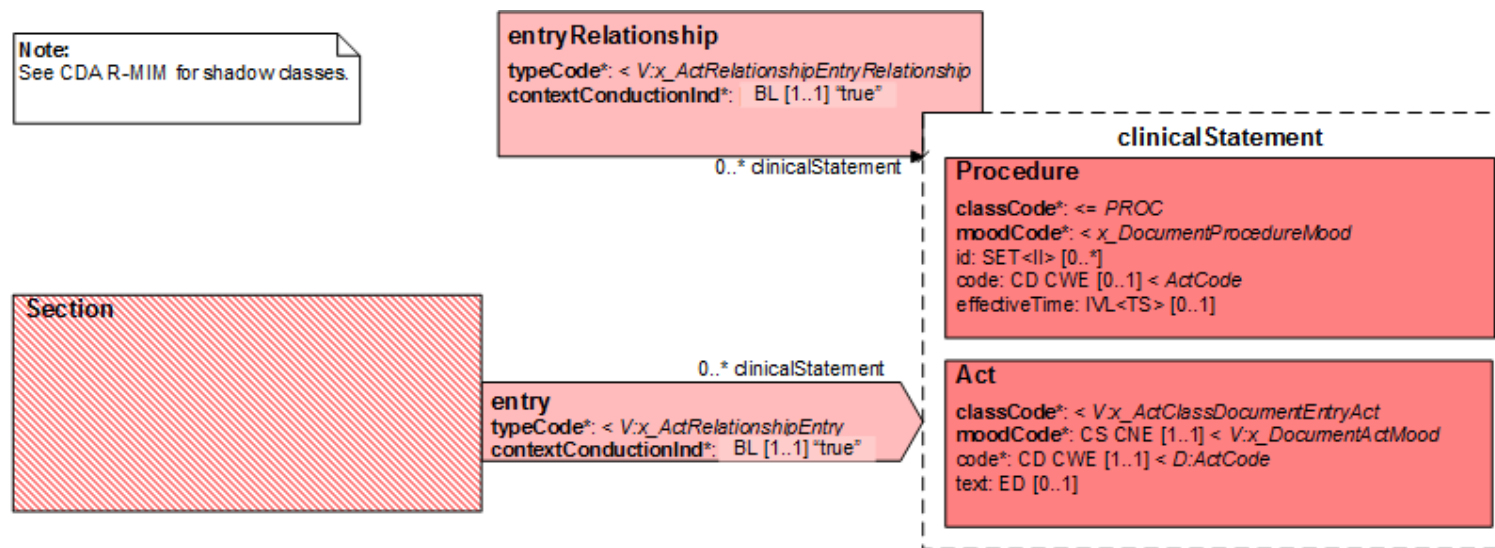 Note:
See CDA R-MIM for shadow classes.
entryRelationship
typeCode*: < V:x_ActRelationshipEntryRelationship
contextConductionInd*: BL [1..1] “true”
0..* clinicalStatement
clinicalStatement
Procedure
classCode*: <= PROC
moodCode*: < x_DocumentProcedureMood
id: SET<II> [0..*]
code: CD CWE [0..1] < ActCode
effectiveTime: IVL<TS> [0..1]
Section
0..* clinicalStatement
entry
typeCode*: < V:x_ActRelationshipEntry
contextConductionInd*: BL [1..1] “true”
Act
classCode*: < V:x_ActClassDocumentEntryAct
moodCode*: CS CNE [1..1] < V:x_DocumentActMood
code*: CD CWE [1..1] < D:ActCode
text: ED [0..1]